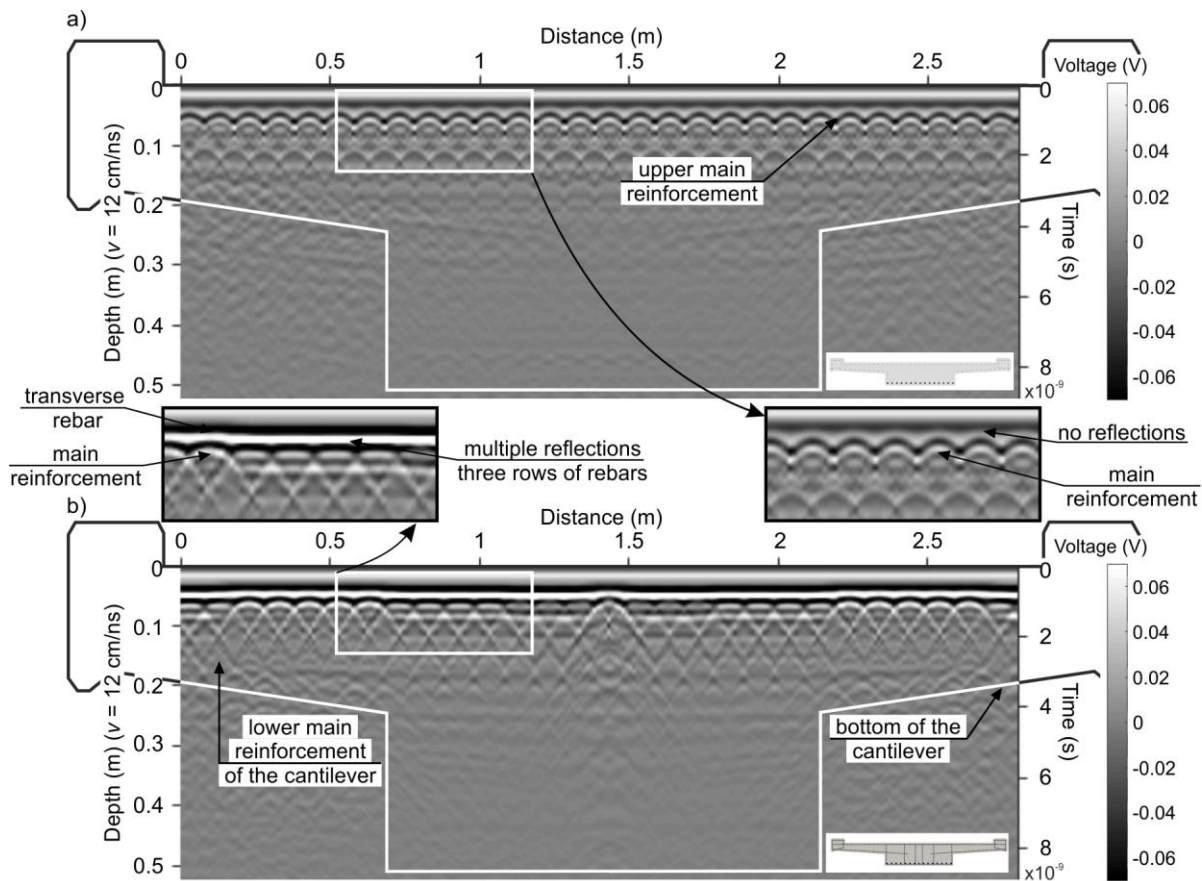 a)
Distance (m)
0 0.5 1 1.5 2 2.5
Voltage (V)
0
0.1
0.2
0.3
0.4
0.5
Depth (m) (v = 12 cm/ns)
upper main
reinforcement
0
2
4
6
8
x10⁻⁹
Time (s)
0.06
0.04
0.02
0
-0.02
-0.04
-0.06
transverse
rebar
main
reinforcement
multiple reflections
three rows of rebars
no reflections
main
reinforcement
b)
Distance (m)
0 0.5 1 1.5 2 2.5
Voltage (V)
0
0.1
0.2
0.3
0.4
0.5
Depth (m) (v = 12 cm/ns)
lower main
reinforcement
of the cantilever
bottom of the
cantilever
0
2
4
6
8
x10⁻⁹
Time (s)
0.06
0.04
0.02
0
-0.02
-0.04
-0.06